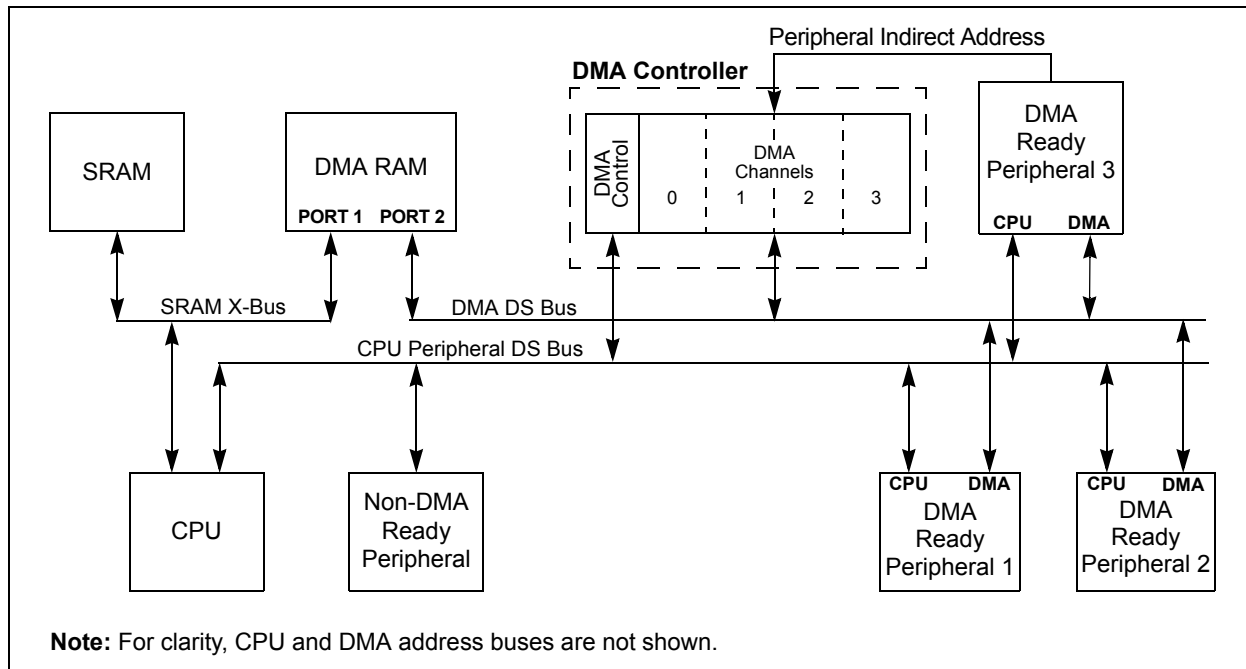 Peripheral Indirect Address
DMA Controller
SRAM
DMA RAM
PORT 1 PORT 2
DMA
Control
DMA
Channels
0 1 2 3
DMA
Ready
Peripheral 3
CPU DMA
SRAM X-Bus
DMA DS Bus
CPU Peripheral DS Bus
CPU
Non-DMA
Ready
Peripheral
CPU DMA
DMA
Ready
Peripheral 1
CPU DMA
DMA
Ready
Peripheral 2
Note: For clarity, CPU and DMA address buses are not shown.